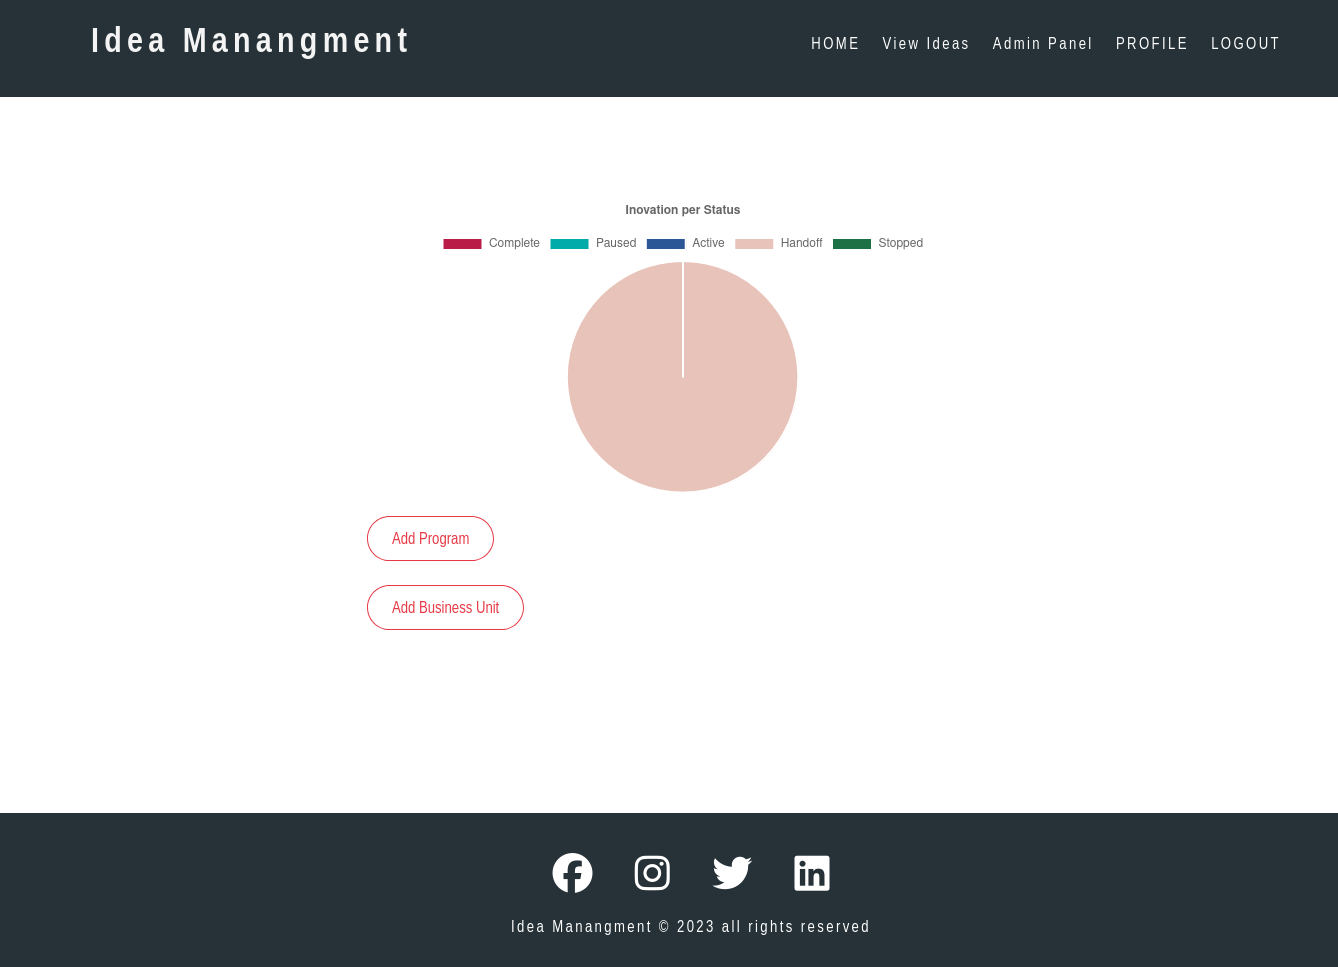 Idea Manangment
HOME View Ideas Admin Panel PROFILE LOGOUT
Inovation per Status
Complete Paused Active Handoff Stopped
Add Program
Add Business Unit
Idea Manangment © 2023 all rights reserved